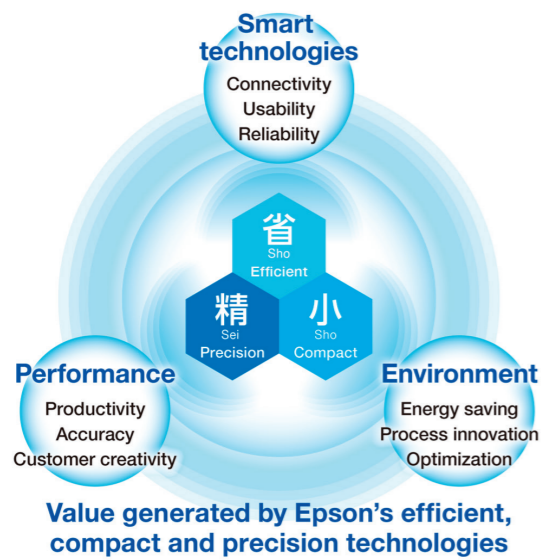 Smart
technologies
Connectivity
Usability
Reliability
省
Sho
Efficient
精
Sei
Precision
小
Sho
Compact
Performance
Productivity
Accuracy
Customer creativity
Environment
Energy saving
Process innovation
Optimization
Value generated by Epson's efficient,
compact and precision technologies